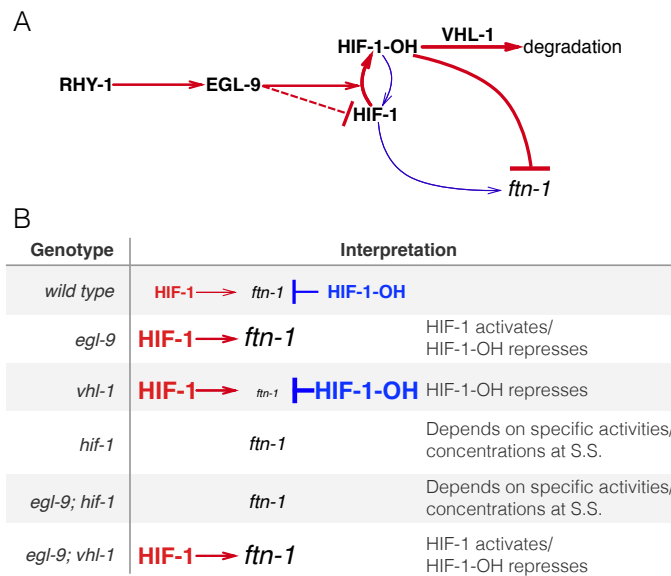 A
HIF-1-OH VHL-1 degradation
RHY-1 EGL-9
HIF-1
ftn-1
B
Genotype Interpretation
wild type HIF-1 ftn-1 HIF-1-OH
egl-9 HIF-1 ftn-1 HIF-1 activates/
HIF-1-OH represses
vhl-1 HIF-1 ftn-1 HIF-1-OH HIF-1-OH represses
hif-1 ftn-1 Depends on specific activities/
concentrations at S.S.
egl-9; hif-1 ftn-1 Depends on specific activities/
concentrations at S.S.
egl-9; vhl-1 HIF-1 ftn-1 HIF-1 activates/
HIF-1-OH represses